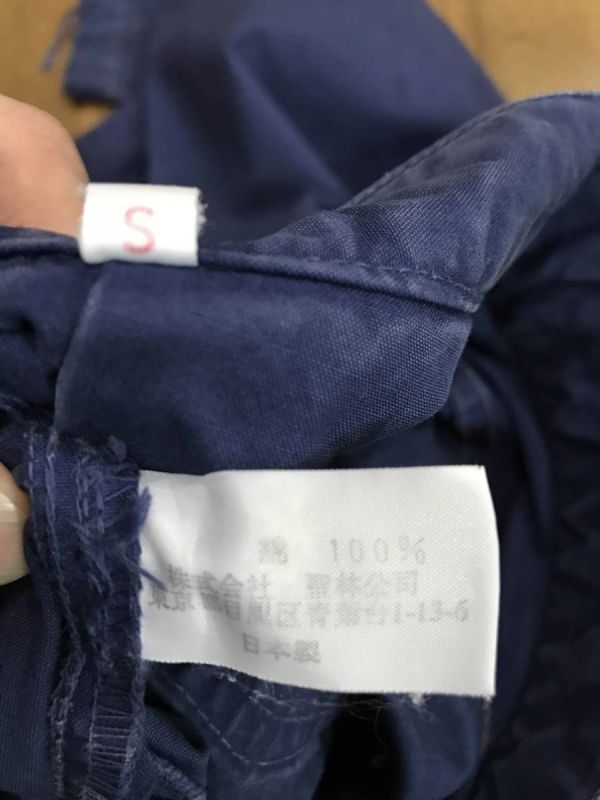 S
綿 100%
株式会社 聖林公司
東京都目黒区青葉台1-13-6
日本製